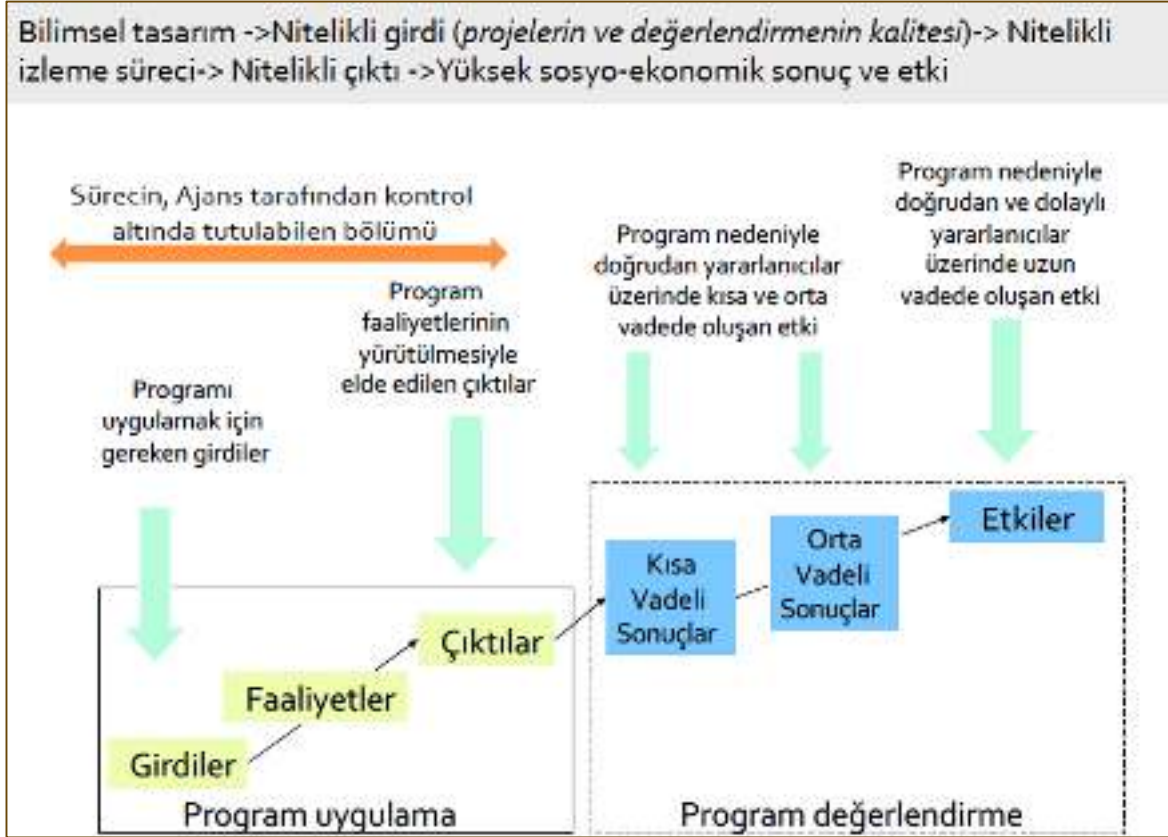 Bilimsel tasarım ->Nitelikli girdi (projelerin ve değerlendirmenin kalitesi)-> Nitelikli
izleme süreci-> Nitelikli çıktı ->Yüksek sosyo-ekonomik sonuç ve etki
Sürecin, Ajans tarafından kontrol
altında tutulabilen bölümü
Program nedeniyle
doğrudan ve dolaylı
yararlanıcılar
üzerinde uzun
vadede oluşan etki
Program nedeniyle
doğrudan yararlanıcılar
üzerinde kısa ve orta
vadede oluşan etki
Program
faaliyetlerinin
yürütülmesiyle
elde edilen çıktılar
Programı
uygulamak için
gereken girdiler
Girdiler
Faaliyetler
Çıktılar
Kısa
Vadeli
Sonuçlar
Orta
Vadeli
Sonuçlar
Etkiler
Program uygulama
Program değerlendirme